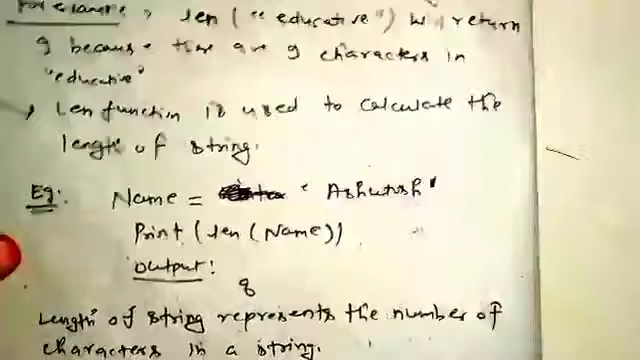 For example, len ("educative") will return
9 because there are 9 characters in
"educative"
Len function is used to calculate the
length of string.
Eg: Name = 'Ashutosh'
Print (len (Name))
Output:
8
Length of string represents the number of
characters in a string.